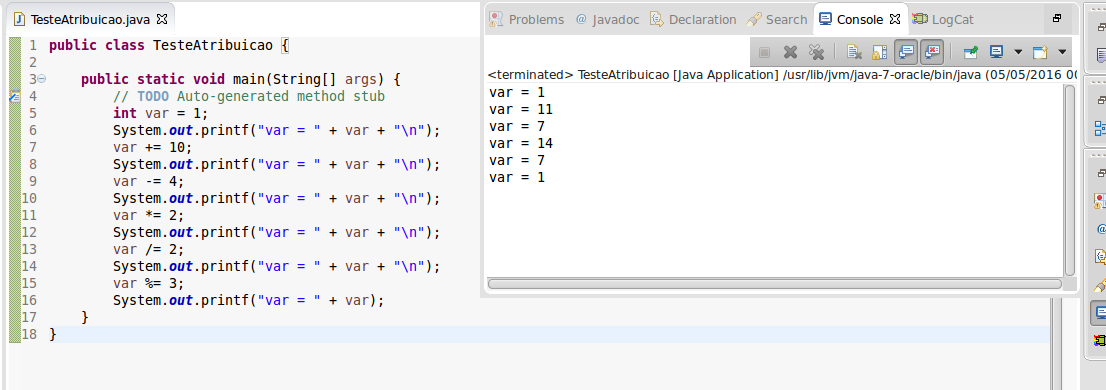 TesteAtribuicao.java
1 public class TesteAtribuicao {
2
3 public static void main(String[] args) {
4 // TODO Auto-generated method stub
5 int var = 1;
6 System.out.printf("var = " + var + "\n");
7 var += 10;
8 System.out.printf("var = " + var + "\n");
9 var -= 4;
10 System.out.printf("var = " + var + "\n");
11 var *= 2;
12 System.out.printf("var = " + var + "\n");
13 var /= 2;
14 System.out.printf("var = " + var + "\n");
15 var %= 3;
16 System.out.printf("var = " + var);
17 }
18 }
Problems @ Javadoc Declaration Search Console LogCat
<terminated> TesteAtribuicao [Java Application] /usr/lib/jvm/java-7-oracle/bin/java (05/05/2016 00
var = 1
var = 11
var = 7
var = 14
var = 7
var = 1